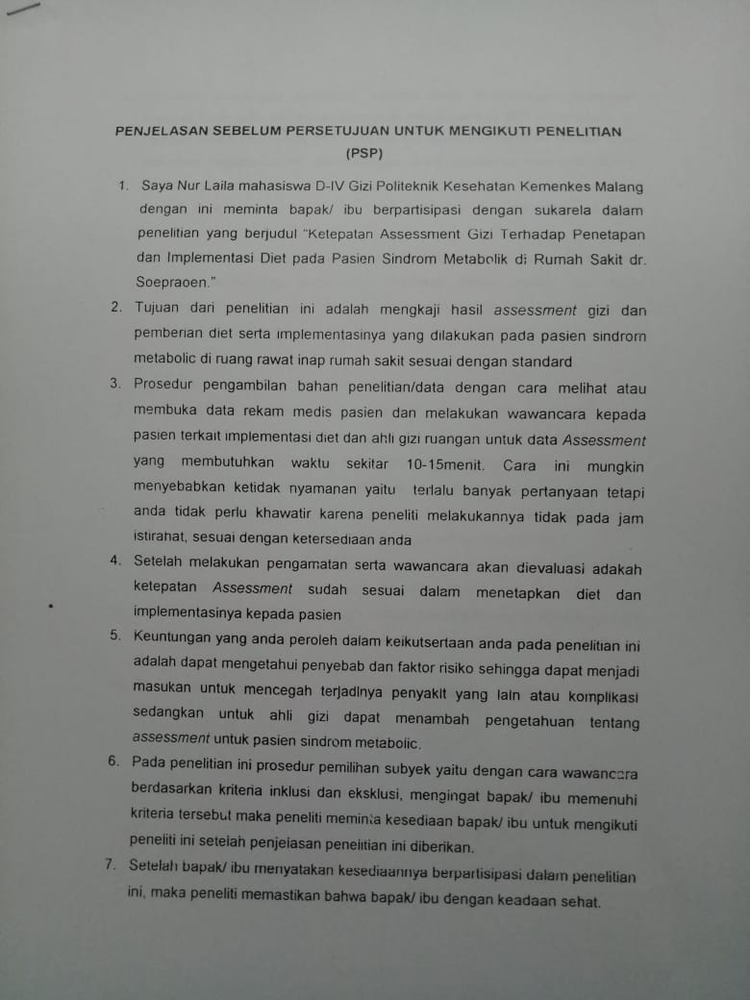 PENJELASAN SEBELUM PERSETUJUAN UNTUK MENGIKUTI PENELITIAN
(PSP)
1. Saya Nur Laila mahasiswa D-IV Gizi Politeknik Kesehatan Kemenkes Malang
dengan ini meminta bapak/ ibu berpartisipasi dengan sukarela dalam
penelitian yang berjudul “Ketepatan Assessment Gizi Terhadap Penetapan
dan Implementasi Diet pada Pasien Sindrom Metabolik di Rumah Sakit dr.
Soepraoen.”
2. Tujuan dari penelitian ini adalah mengkaji hasil assessment gizi dan
pemberian diet serta implementasinya yang dilakukan pada pasien sindrom
metabolic di ruang rawat inap rumah sakit sesuai dengan standard
3. Prosedur pengambilan bahan penelitian/data dengan cara melihat atau
membuka data rekam medis pasien dan melakukan wawancara kepada
pasien terkait implementasi diet dan ahli gizi ruangan untuk data Assessment
yang membutuhkan waktu sekitar 10-15menit. Cara ini mungkin
menyebabkan ketidak nyamanan yaitu terlalu banyak pertanyaan tetapi
anda tidak perlu khawatir karena peneliti melakukannya tidak pada jam
istirahat, sesuai dengan ketersediaan anda
4. Setelah melakukan pengamatan serta wawancara akan dievaluasi adakah
ketepatan Assessment sudah sesuai dalam menetapkan diet dan
implementasinya kepada pasien
5. Keuntungan yang anda peroleh dalam keikutsertaan anda pada penelitian ini
adalah dapat mengetahui penyebab dan faktor risiko sehingga dapat menjadi
masukan untuk mencegah terjadinya penyakit yang lain atau komplikasi
sedangkan untuk ahli gizi dapat menambah pengetahuan tentang
assessment untuk pasien sindrom metabolic.
6. Pada penelitian ini prosedur pemilihan subyek yaitu dengan cara wawancara
berdasarkan kriteria inklusi dan eksklusi, mengingat bapak/ ibu memenuhi
kriteria tersebut maka peneliti meminta kesediaan bapak/ ibu untuk mengikuti
peneliti ini setelah penjelasan penelitian ini diberikan.
7. Setelah bapak/ ibu menyatakan kesediaannya berpartisipasi dalam penelitian
ini, maka peneliti memastikan bahwa bapak/ ibu dengan keadaan sehat.